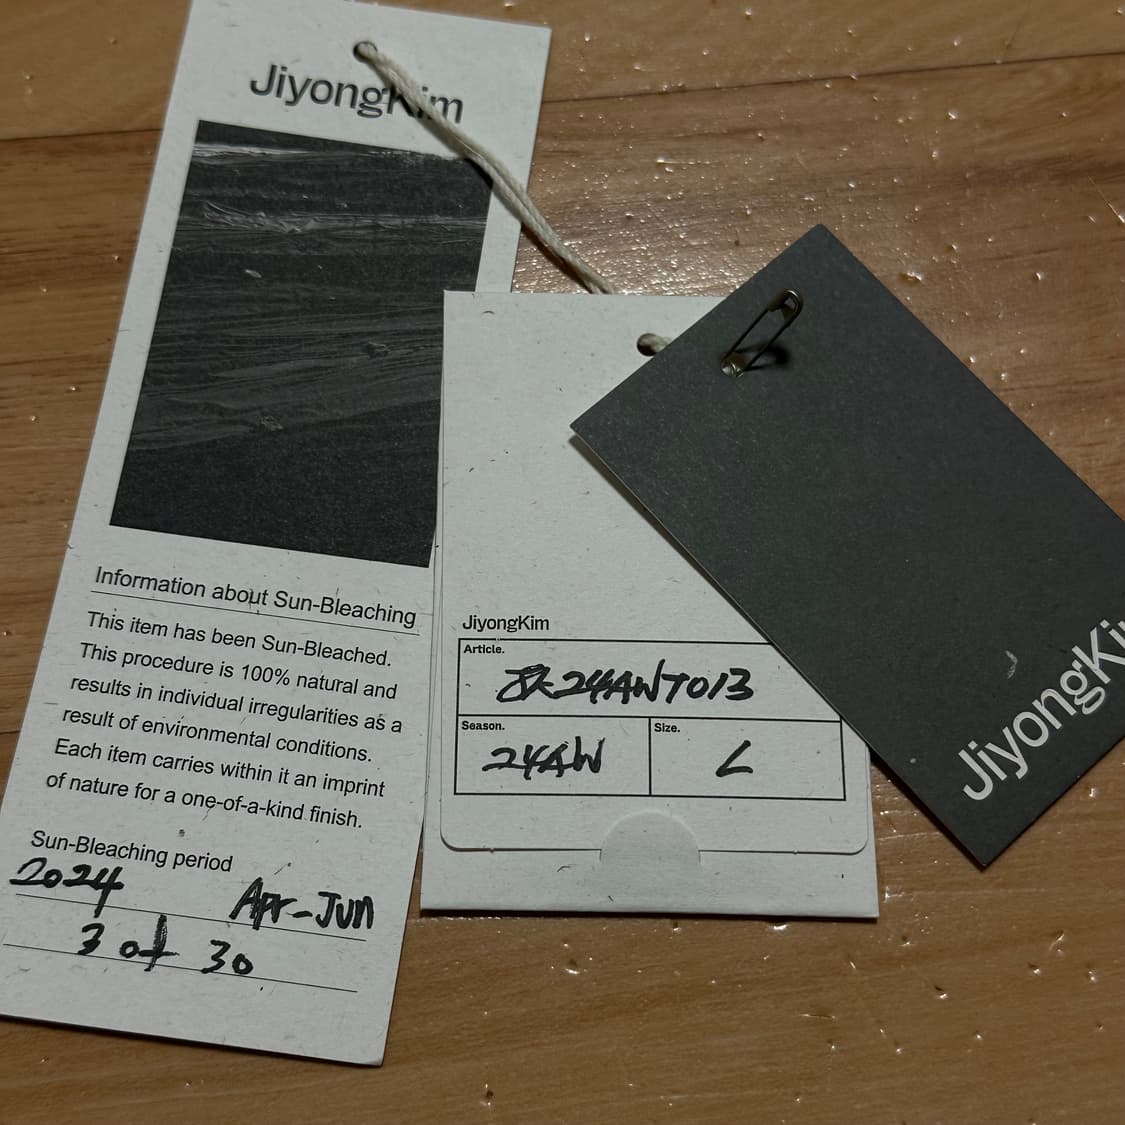 JiyongKim
Information about Sun-Bleaching
This item has been Sun-Bleached.
This procedure is 100% natural and
results in individual irregularities as a
result of environmental conditions.
Each item carries within it an imprint
of nature for a one-of-a-kind finish.
Sun-Bleaching period
2024 Apr-Jun
3 of 30
JiyongKim
Article.
24AWT013
Season. Size.
24AW L
JiyongKi